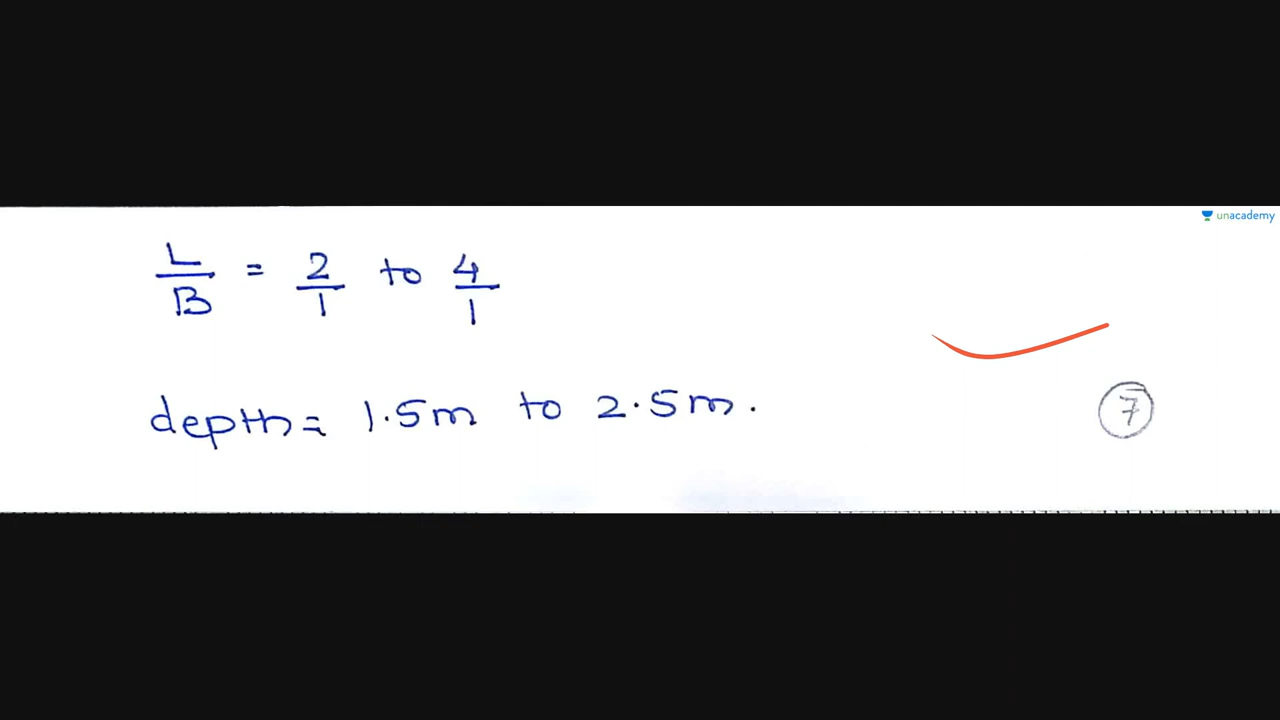 unacademy
L/B = 2/1 to 4/1
depth = 1.5m to 2.5m.
7